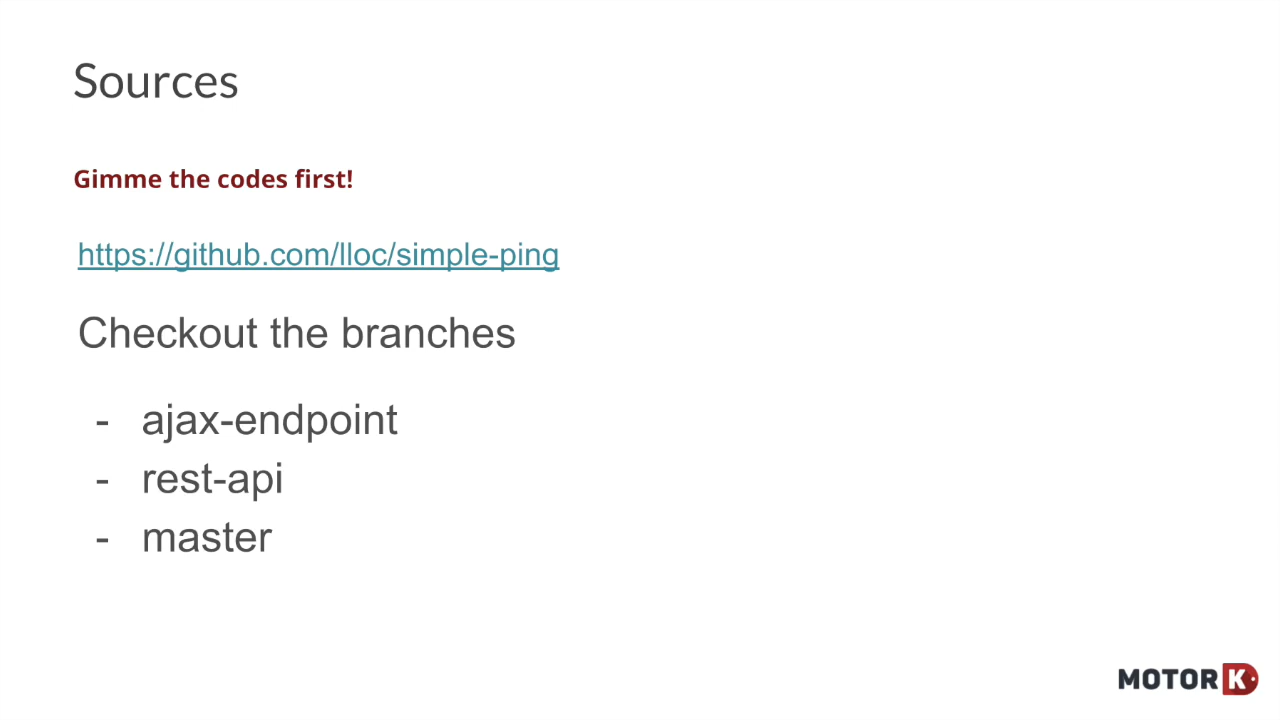 Sources
Gimme the codes first!
https://github.com/lloc/simple-ping
Checkout the branches
- ajax-endpoint
- rest-api
- master
MOTOR K